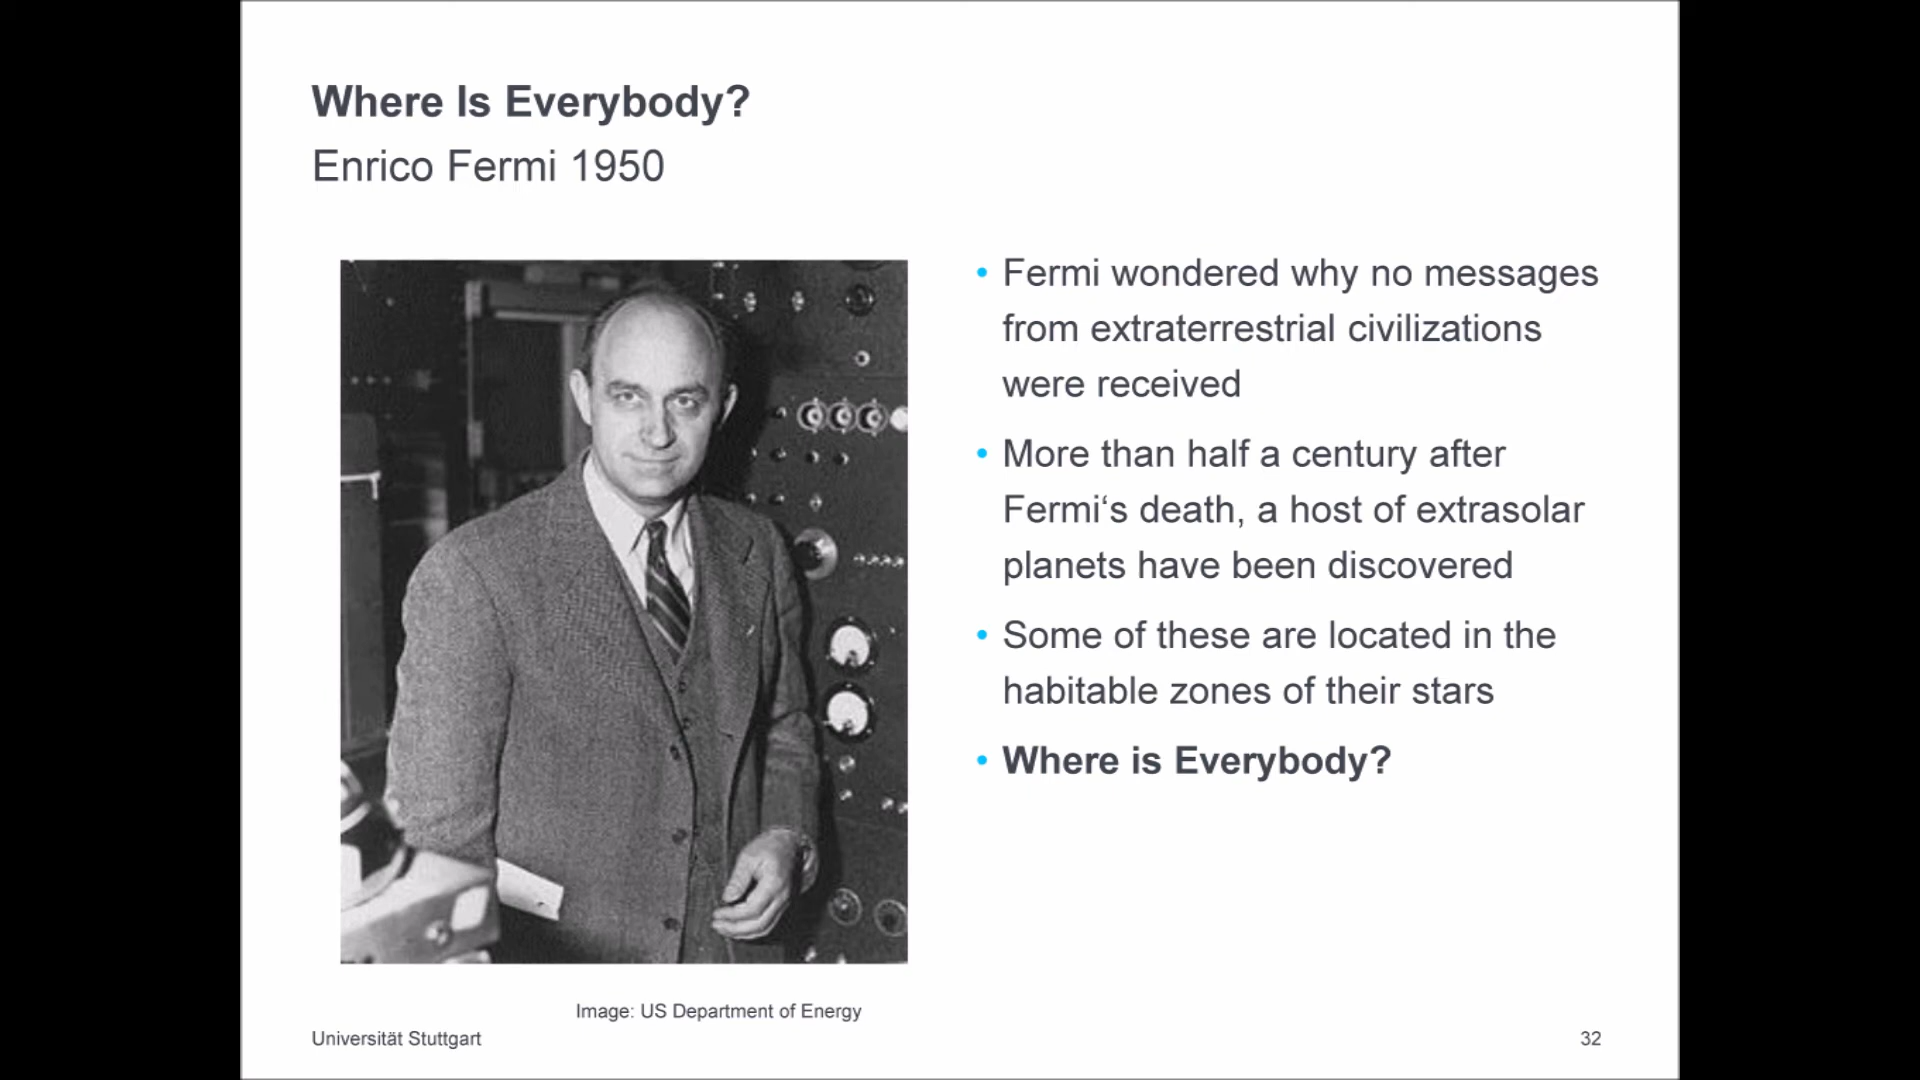 Where Is Everybody?
Enrico Fermi 1950
• Fermi wondered why no messages
from extraterrestrial civilizations
were received
• More than half a century after
Fermi‘s death, a host of extrasolar
planets have been discovered
• Some of these are located in the
habitable zones of their stars
• Where is Everybody?
Image: US Department of Energy
Universität Stuttgart
32